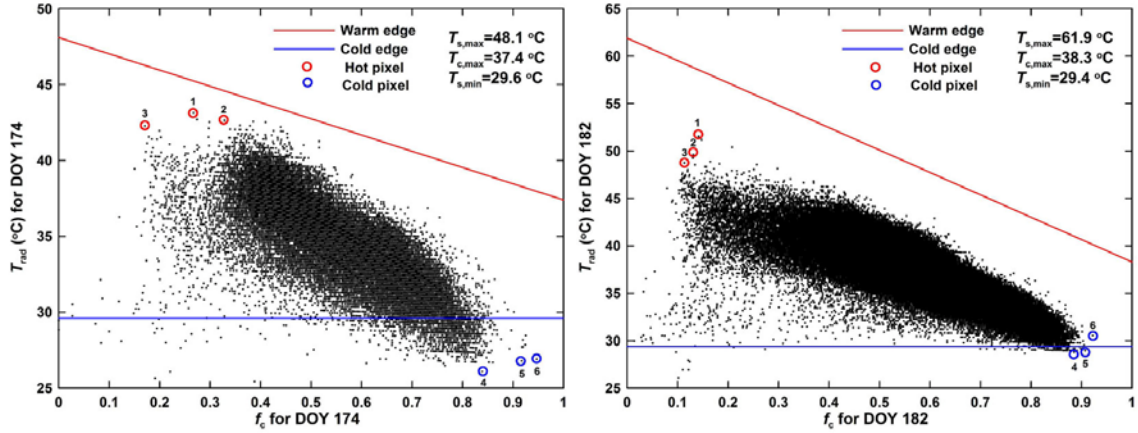 50
45
40
35
30
25
T_rad (°C) for DOY 174
Warm edge
Cold edge
Hot pixel
Cold pixel
T_s,max=48.1 °C
T_c,max=37.4 °C
T_s,min=29.6 °C
3
1
2
4
5
6
0 0.1 0.2 0.3 0.4 0.5 0.6 0.7 0.8 0.9 1
f_c for DOY 174
65
60
55
50
45
40
35
30
25
T_rad (°C) for DOY 182
Warm edge
Cold edge
Hot pixel
Cold pixel
T_s,max=61.9 °C
T_c,max=38.3 °C
T_s,min=29.4 °C
1
2
3
6
4
5
0 0.1 0.2 0.3 0.4 0.5 0.6 0.7 0.8 0.9 1
f_c for DOY 182